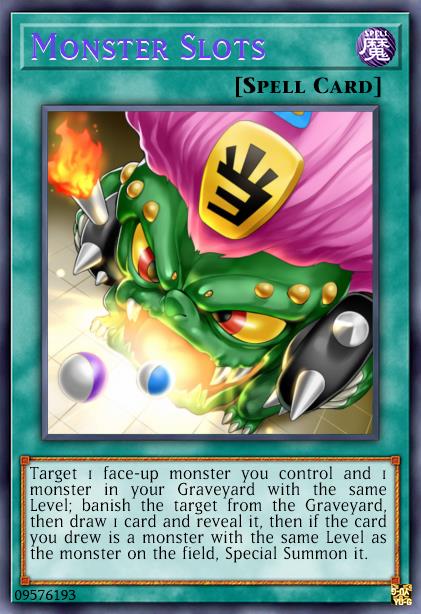 Monster Slots
SPELL
魔
[Spell Card]
当
Target 1 face-up monster you control and 1
monster in your Graveyard with the same
Level; banish the target from the Graveyard,
then draw 1 card and reveal it, then if the card
you drew is a monster with the same Level as
the monster on the field, Special Summon it.
09576193